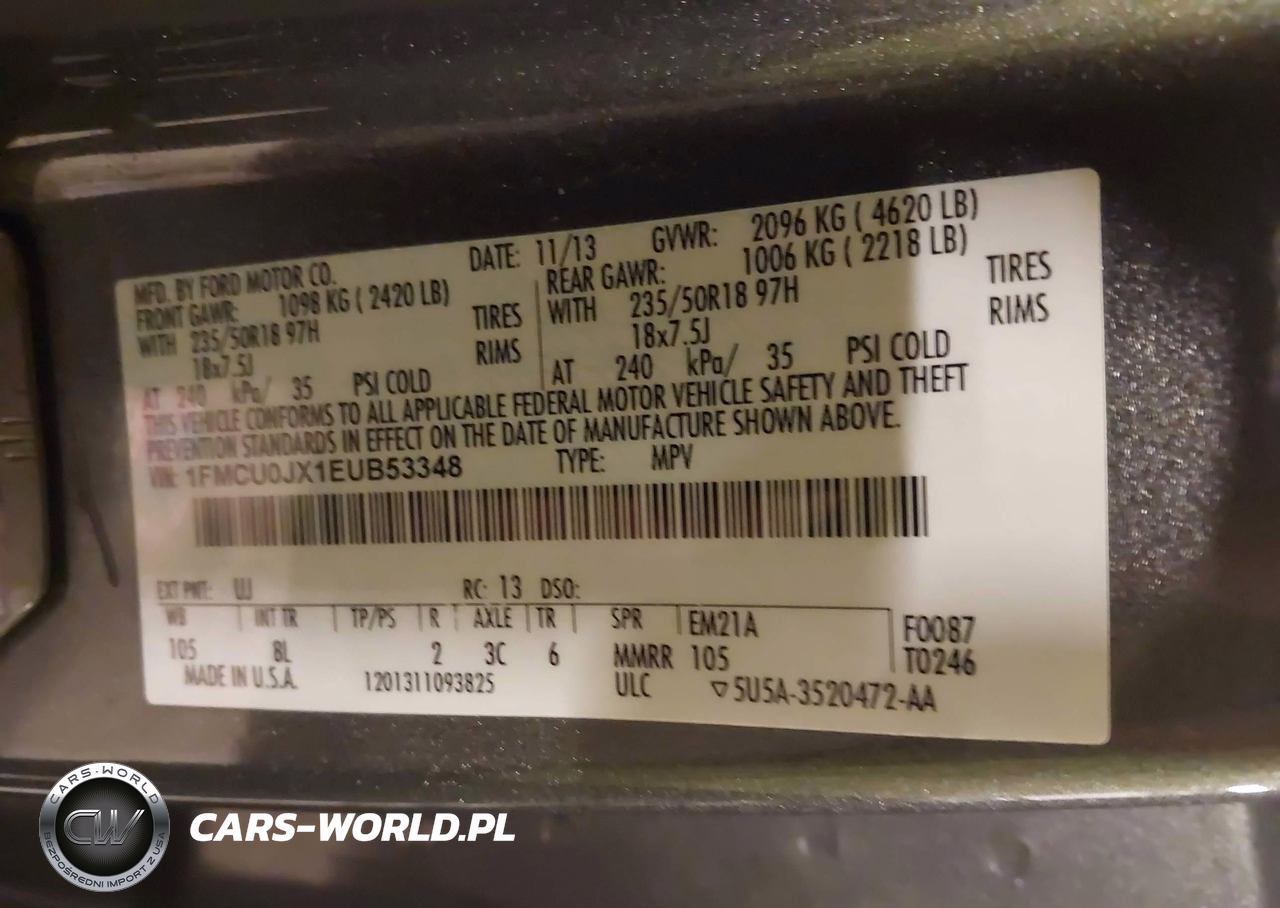 MFD. BY FORD MOTOR CO. DATE: 11/13 GVWR: 2096 KG ( 4620 LB)
FRONT GAWR: 1098 KG ( 2420 LB) REAR GAWR: 1006 KG ( 2218 LB)
WITH 235/50R18 97H TIRES WITH 235/50R18 97H TIRES
18x7.5J RIMS 18x7.5J RIMS
AT 240 kPa/ 35 PSI COLD AT 240 kPa/ 35 PSI COLD
THIS VEHICLE CONFORMS TO ALL APPLICABLE FEDERAL MOTOR VEHICLE SAFETY AND THEFT
PREVENTION STANDARDS IN EFFECT ON THE DATE OF MANUFACTURE SHOWN ABOVE.
VIN: 1FMCU0JX1EUB53348 TYPE: MPV
EXT PNT: UJ RC: 13 DSO:
WB INT TR TP/PS R AXLE TR SPR EM21A F0087
105 8L 2 3C 6 MMRR 105 T0246
MADE IN U.S.A. 1201311093825 ULC ▽5U5A-3520472-AA
CARS-WORLD
CW
BEZPOŚREDNI IMPORT Z USA
CARS-WORLD.PL